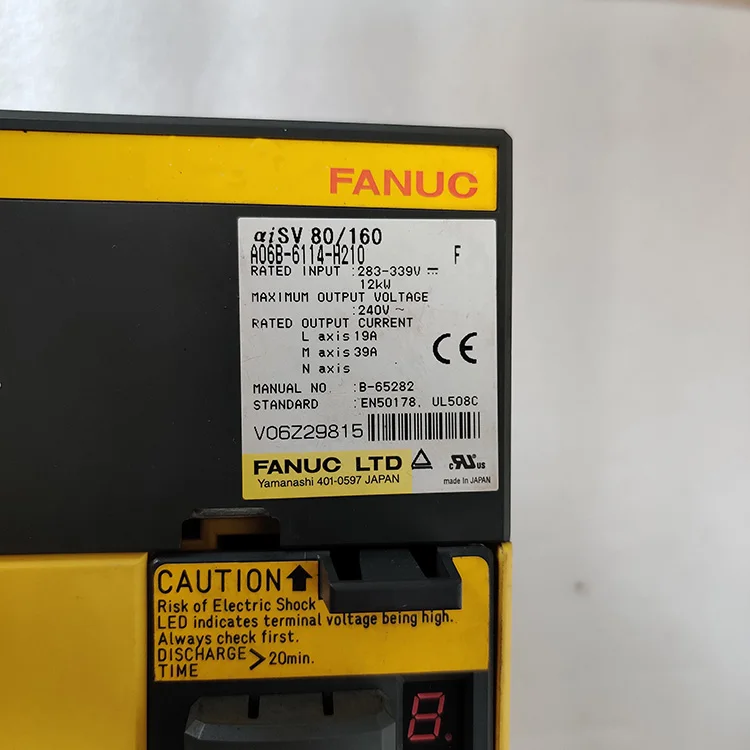 FANUC
αiSV 80/160
A06B-6114-H210 F
RATED INPUT :283-339V ⎓
12kW
MAXIMUM OUTPUT VOLTAGE
:240V ~
RATED OUTPUT CURRENT
L axis 19A
M axis 39A
N axis
MANUAL NO. :B-65282
STANDARD :EN50178, UL508C
CE
V06Z29815
FANUC LTD
Yamanashi 401-0597 JAPAN
c RU us
made In JAPAN
CAUTION
Risk of Electric Shock
LED indicates terminal voltage being high.
Always check first.
DISCHARGE TIME >20min.
8.